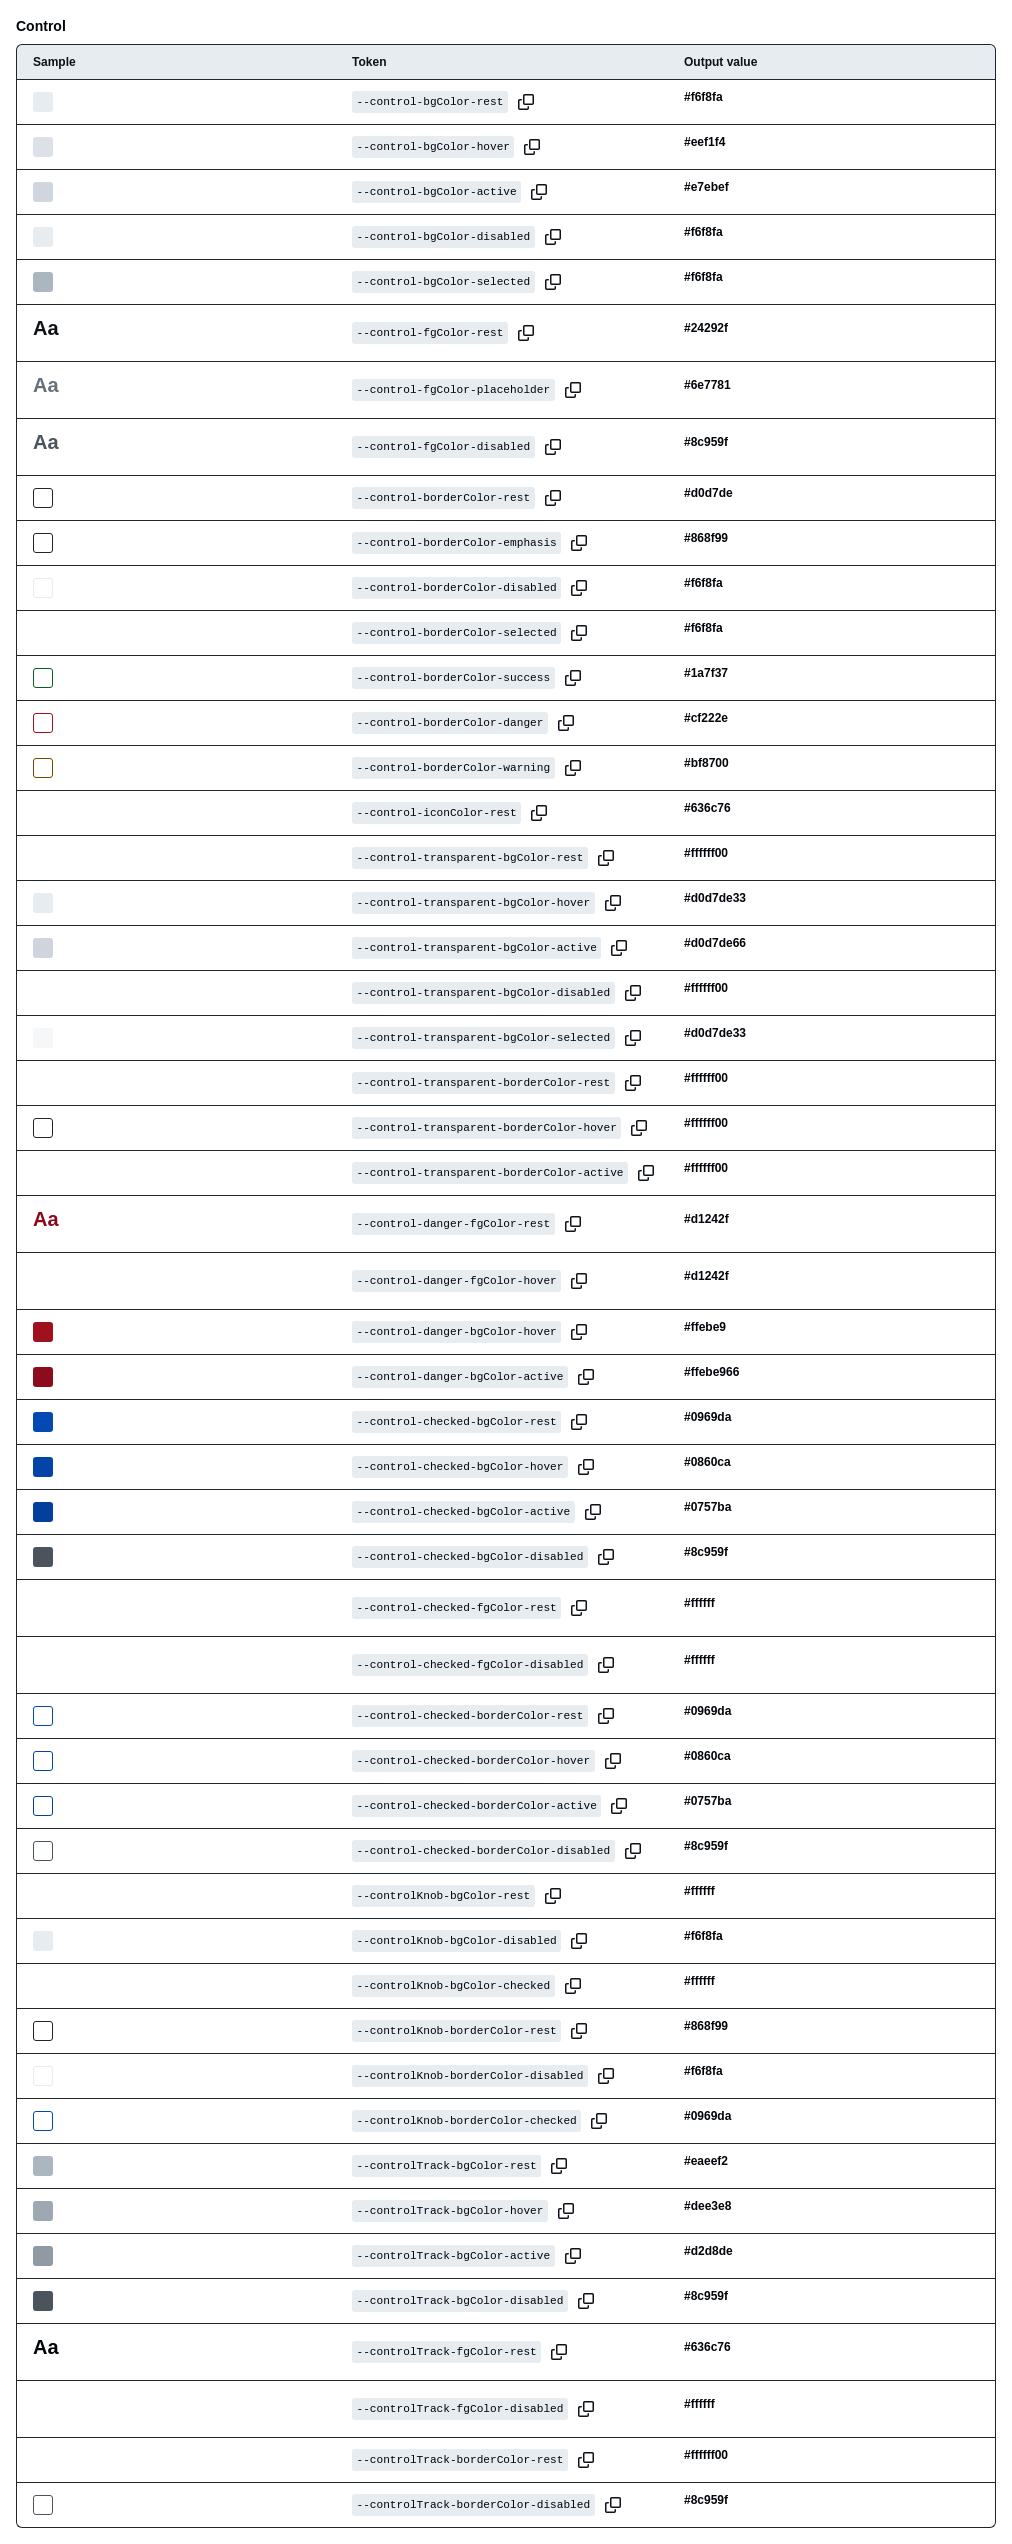 Control
Sample Token Output value
--control-bgColor-rest #f6f8fa
--control-bgColor-hover #eef1f4
--control-bgColor-active #e7ebef
--control-bgColor-disabled #f6f8fa
--control-bgColor-selected #f6f8fa
Aa --control-fgColor-rest #24292f
Aa --control-fgColor-placeholder #6e7781
Aa --control-fgColor-disabled #8c959f
--control-borderColor-rest #d0d7de
--control-borderColor-emphasis #868f99
--control-borderColor-disabled #f6f8fa
--control-borderColor-selected #f6f8fa
--control-borderColor-success #1a7f37
--control-borderColor-danger #cf222e
--control-borderColor-warning #bf8700
--control-iconColor-rest #636c76
--control-transparent-bgColor-rest #ffffff00
--control-transparent-bgColor-hover #d0d7de33
--control-transparent-bgColor-active #d0d7de66
--control-transparent-bgColor-disabled #ffffff00
--control-transparent-bgColor-selected #d0d7de33
--control-transparent-borderColor-rest #ffffff00
--control-transparent-borderColor-hover #ffffff00
--control-transparent-borderColor-active #ffffff00
Aa --control-danger-fgColor-rest #d1242f
--control-danger-fgColor-hover #d1242f
--control-danger-bgColor-hover #ffebe9
--control-danger-bgColor-active #ffebe966
--control-checked-bgColor-rest #0969da
--control-checked-bgColor-hover #0860ca
--control-checked-bgColor-active #0757ba
--control-checked-bgColor-disabled #8c959f
--control-checked-fgColor-rest #ffffff
--control-checked-fgColor-disabled #ffffff
--control-checked-borderColor-rest #0969da
--control-checked-borderColor-hover #0860ca
--control-checked-borderColor-active #0757ba
--control-checked-borderColor-disabled #8c959f
--controlKnob-bgColor-rest #ffffff
--controlKnob-bgColor-disabled #f6f8fa
--controlKnob-bgColor-checked #ffffff
--controlKnob-borderColor-rest #868f99
--controlKnob-borderColor-disabled #f6f8fa
--controlKnob-borderColor-checked #0969da
--controlTrack-bgColor-rest #eaeef2
--controlTrack-bgColor-hover #dee3e8
--controlTrack-bgColor-active #d2d8de
--controlTrack-bgColor-disabled #8c959f
Aa --controlTrack-fgColor-rest #636c76
--controlTrack-fgColor-disabled #ffffff
--controlTrack-borderColor-rest #ffffff00
--controlTrack-borderColor-disabled #8c959f